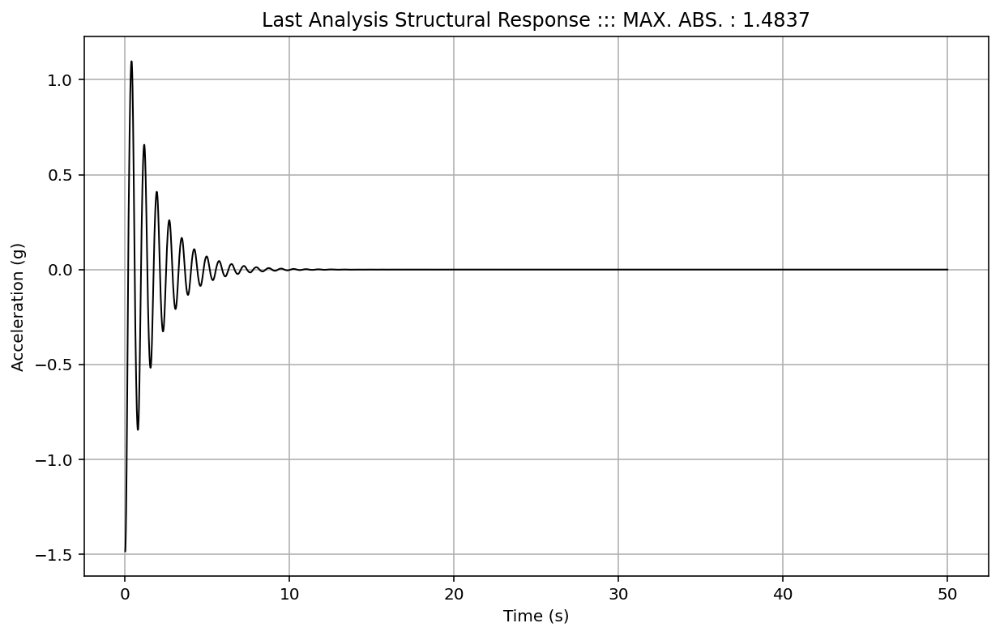 Last Analysis Structural Response ::: MAX. ABS. : 1.4837
1.0
0.5
0.0
−0.5
−1.0
−1.5
Acceleration (g)
0 10 20 30 40 50
Time (s)